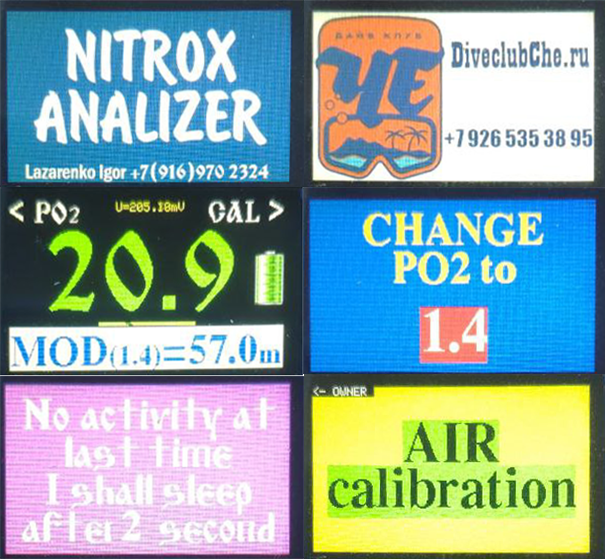 NITROX
ANALIZER
Lazarenko Igor +7(916)970 2324
ДАЙВ КЛУБ
ЧЕ
DiveclubChe.ru
+7 926 535 38 95
< PO2
V=205.18mV
CAL >
20.9
MOD(1.4)=57.0m
CHANGE
PO2 to
1.4
No activity at
last time
I shall sleep
after 2 second
<- OWNER
AIR
calibration